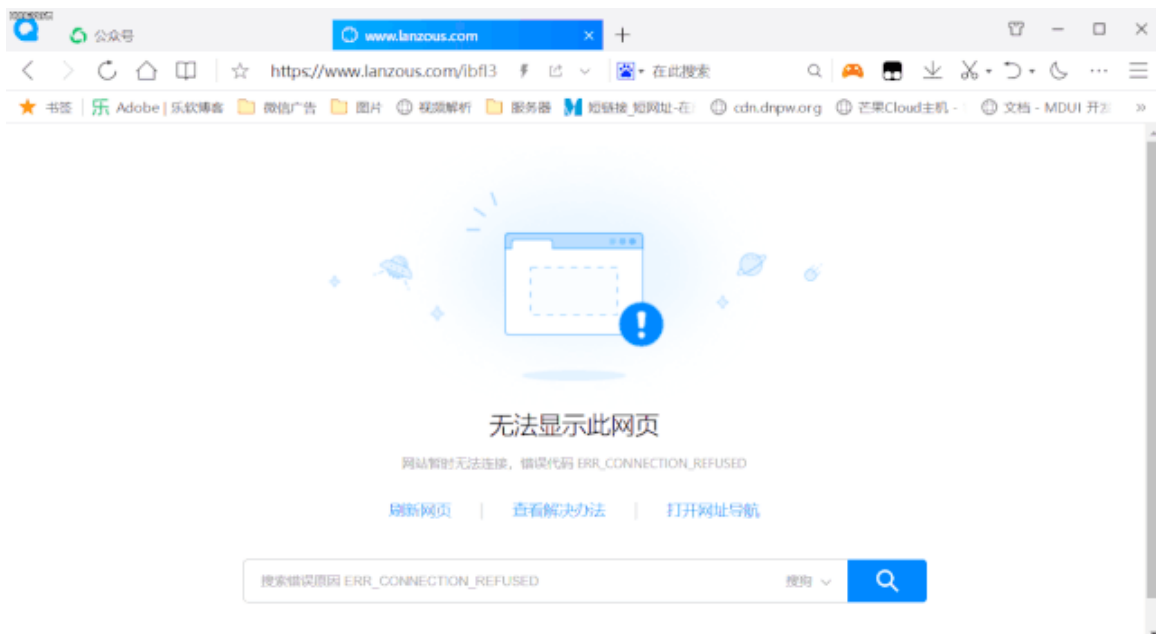 公众号
www.lanzous.com
https://www.lanzous.com/ibfl3
在此搜索
书签
乐 Adobe | 乐软博客
微信广告
图片
视频解析
服务器
短链接_短网址-在
cdn.dnpw.org
芒果Cloud主机 -
文档 - MDUI 开发
无法显示此网页
网站暂时无法连接，错误代码 ERR_CONNECTION_REFUSED
刷新网页 | 查看解决办法 | 打开网址导航
搜索错误原因 ERR_CONNECTION_REFUSED
搜狗